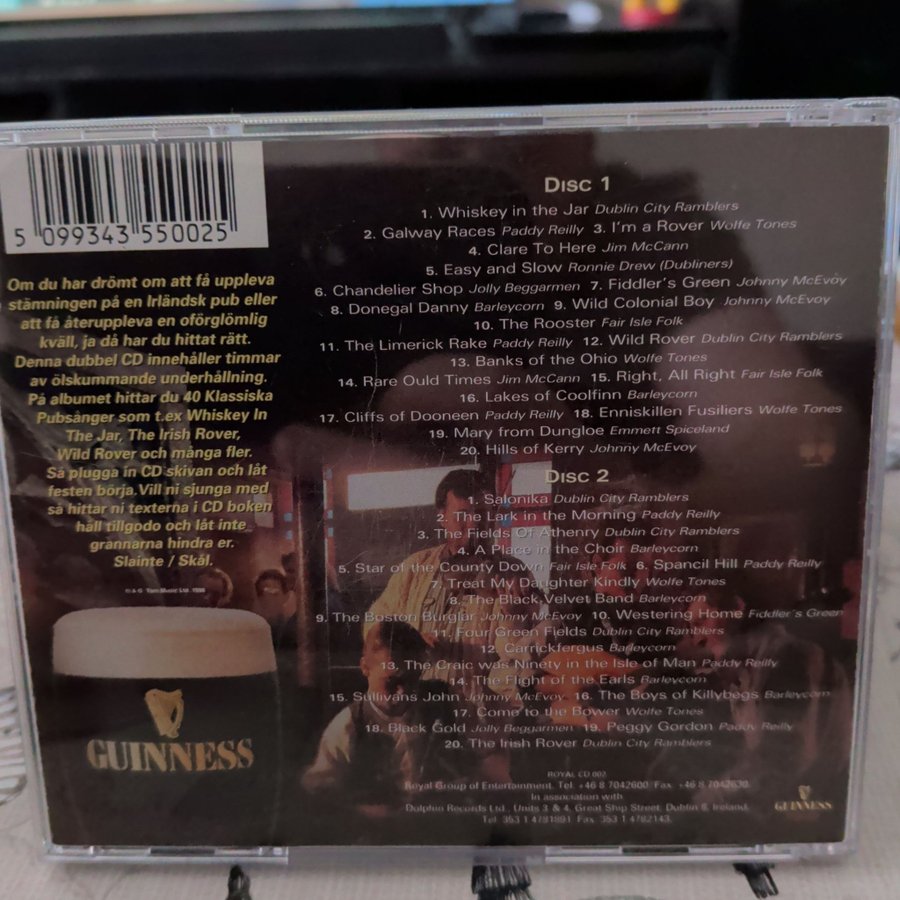 5 099343 550025
Om du har drömt om att få uppleva
stämningen på en Irländsk pub eller
att få återuppleva en oförglömlig
kväll, ja då har du hittat rätt.
Denna dubbel CD innehåller timmar
av ölskummande underhållning.
På albumet hittar du 40 Klassiska
Pubsånger som t.ex Whiskey In
The Jar, The Irish Rover,
Wild Rover och många fler.
Så plugga in CD skivan och låt
festen börja.Vill ni sjunga med
så hittar ni texterna i CD boken
håll tillgodo och låt inte
grannarna hindra er.
Slainte / Skål.
GUINNESS
Disc 1
1. Whiskey in the Jar Dublin City Ramblers
2. Galway Races Paddy Reilly 3. I'm a Rover Wolfe Tones
4. Clare To Here Jim McCann
5. Easy and Slow Ronnie Drew (Dubliners)
6. Chandelier Shop Jolly Beggarmen 7. Fiddler's Green Johnny McEvoy
8. Donegal Danny Barleycorn 9. Wild Colonial Boy Johnny McEvoy
10. The Rooster Fair Isle Folk
11. The Limerick Rake Paddy Reilly 12. Wild Rover Dublin City Ramblers
13. Banks of the Ohio Wolfe Tones
14. Rare Ould Times Jim McCann 15. Right, All Right Fair Isle Folk
16. Lakes of Coolfinn Barleycorn
17. Cliffs of Dooneen Paddy Reilly 18. Enniskillen Fusiliers Wolfe Tones
19. Mary from Dungloe Emmett Spiceland
20. Hills of Kerry Johnny McEvoy
Disc 2
1. Salonika Dublin City Ramblers
2. The Lark in the Morning Paddy Reilly
3. The Fields Of Athenry Dublin City Ramblers
4. A Place in the Choir Barleycorn
5. Star of the County Down Fair Isle Folk 6. Spancil Hill Paddy Reilly
7. Treat My Daughter Kindly Wolfe Tones
8. The Black Velvet Band Barleycorn
9. The Boston Burglar Johnny McEvoy 10. Westering Home Fiddler's Green
11. Four Green Fields Dublin City Ramblers
12. Carrickfergus Barleycorn
13. The Craic was Ninety in the Isle of Man Paddy Reilly
14. The Flight of the Earls Barleycorn
15. Sullivans John Johnny McEvoy 16. The Boys of Killybegs Barleycorn
17. Come to the Bower Wolfe Tones
18. Black Gold Jolly Beggarmen 19. Peggy Gordon Paddy Reilly
20. The Irish Rover Dublin City Ramblers
ROYAL CD 002
Royal Group of Entertainment. Tel. +46 8 7042600 Fax. +46 8 7042630.
In association with
Dolphin Records Ltd., Units 3 & 4, Great Ship Street, Dublin 8, Ireland.
Tel. 353 1 4781891 Fax. 353 1 4782143.
GUINNESS